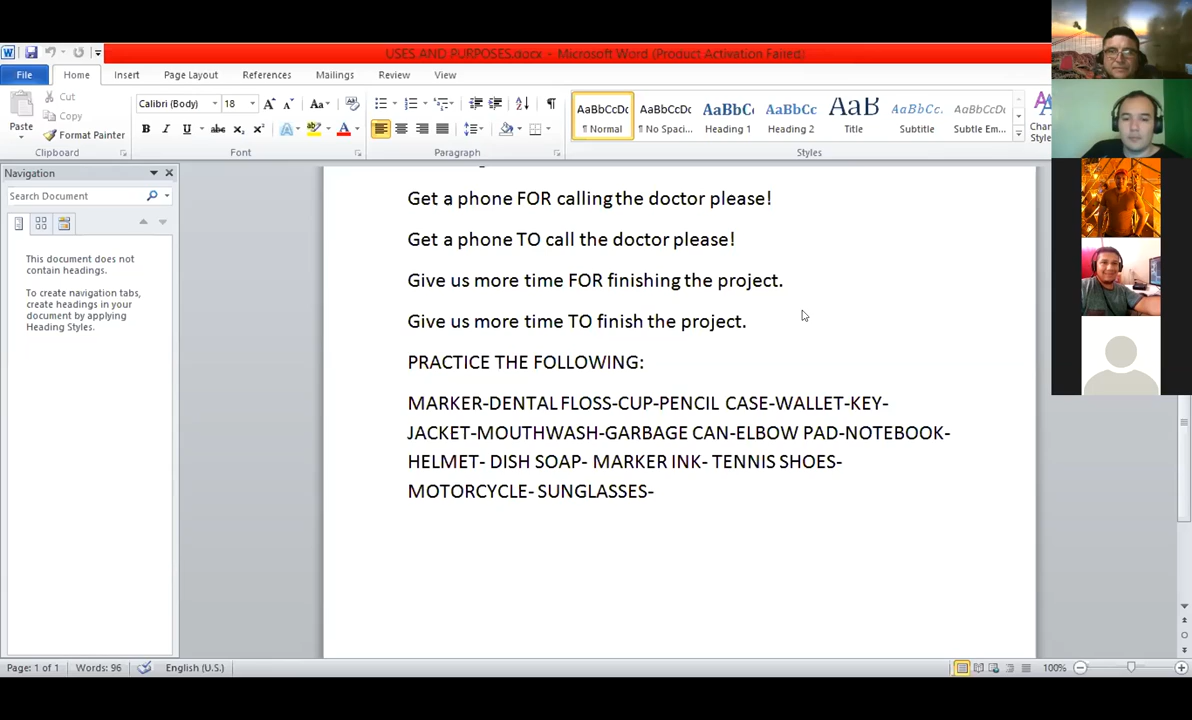 USES AND PURPOSES.docx - Microsoft Word (Product Activation Failed)
File Home Insert Page Layout References Mailings Review View
Paste
Cut
Copy
Format Painter
Calibri (Body) 18
AaBbCcDc AaBbCcDc AaBbC AaBbCc AaB AaBbCc. AaBbCcDc
¶ Normal ¶ No Spaci... Heading 1 Heading 2 Title Subtitle Subtle Em...
Clipboard Font Paragraph Styles
Navigation
Search Document
This document does not
contain headings.
To create navigation tabs,
create headings in your
document by applying
Heading Styles.
Get a phone FOR calling the doctor please!
Get a phone TO call the doctor please!
Give us more time FOR finishing the project.
Give us more time TO finish the project.
PRACTICE THE FOLLOWING:
MARKER-DENTAL FLOSS-CUP-PENCIL CASE-WALLET-KEY-
JACKET-MOUTHWASH-GARBAGE CAN-ELBOW PAD-NOTEBOOK-
HELMET- DISH SOAP- MARKER INK- TENNIS SHOES-
MOTORCYCLE- SUNGLASSES-
Page: 1 of 1 Words: 96 English (U.S.) 100%